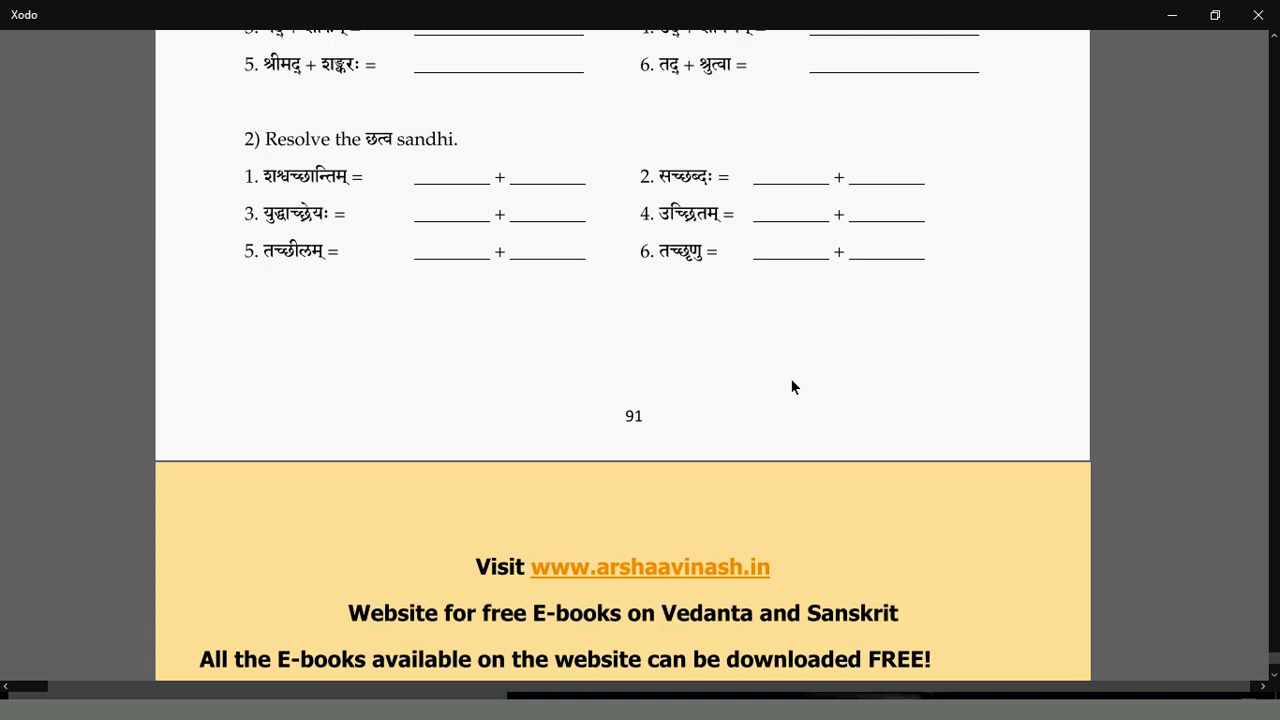 Xodo
5. श्रीमद् + शङ्करः = 6. तद् + श्रुत्वा =
2) Resolve the छत्व sandhi.
1. शश्वच्छान्तिम् = + 2. सच्छब्दः = +
3. युद्धाच्छ्रेयः = + 4. उच्छ्रितम् = +
5. तच्छीलम् = + 6. तच्छृणु = +
91
Visit www.arshaavinash.in
Website for free E-books on Vedanta and Sanskrit
All the E-books available on the website can be downloaded FREE!